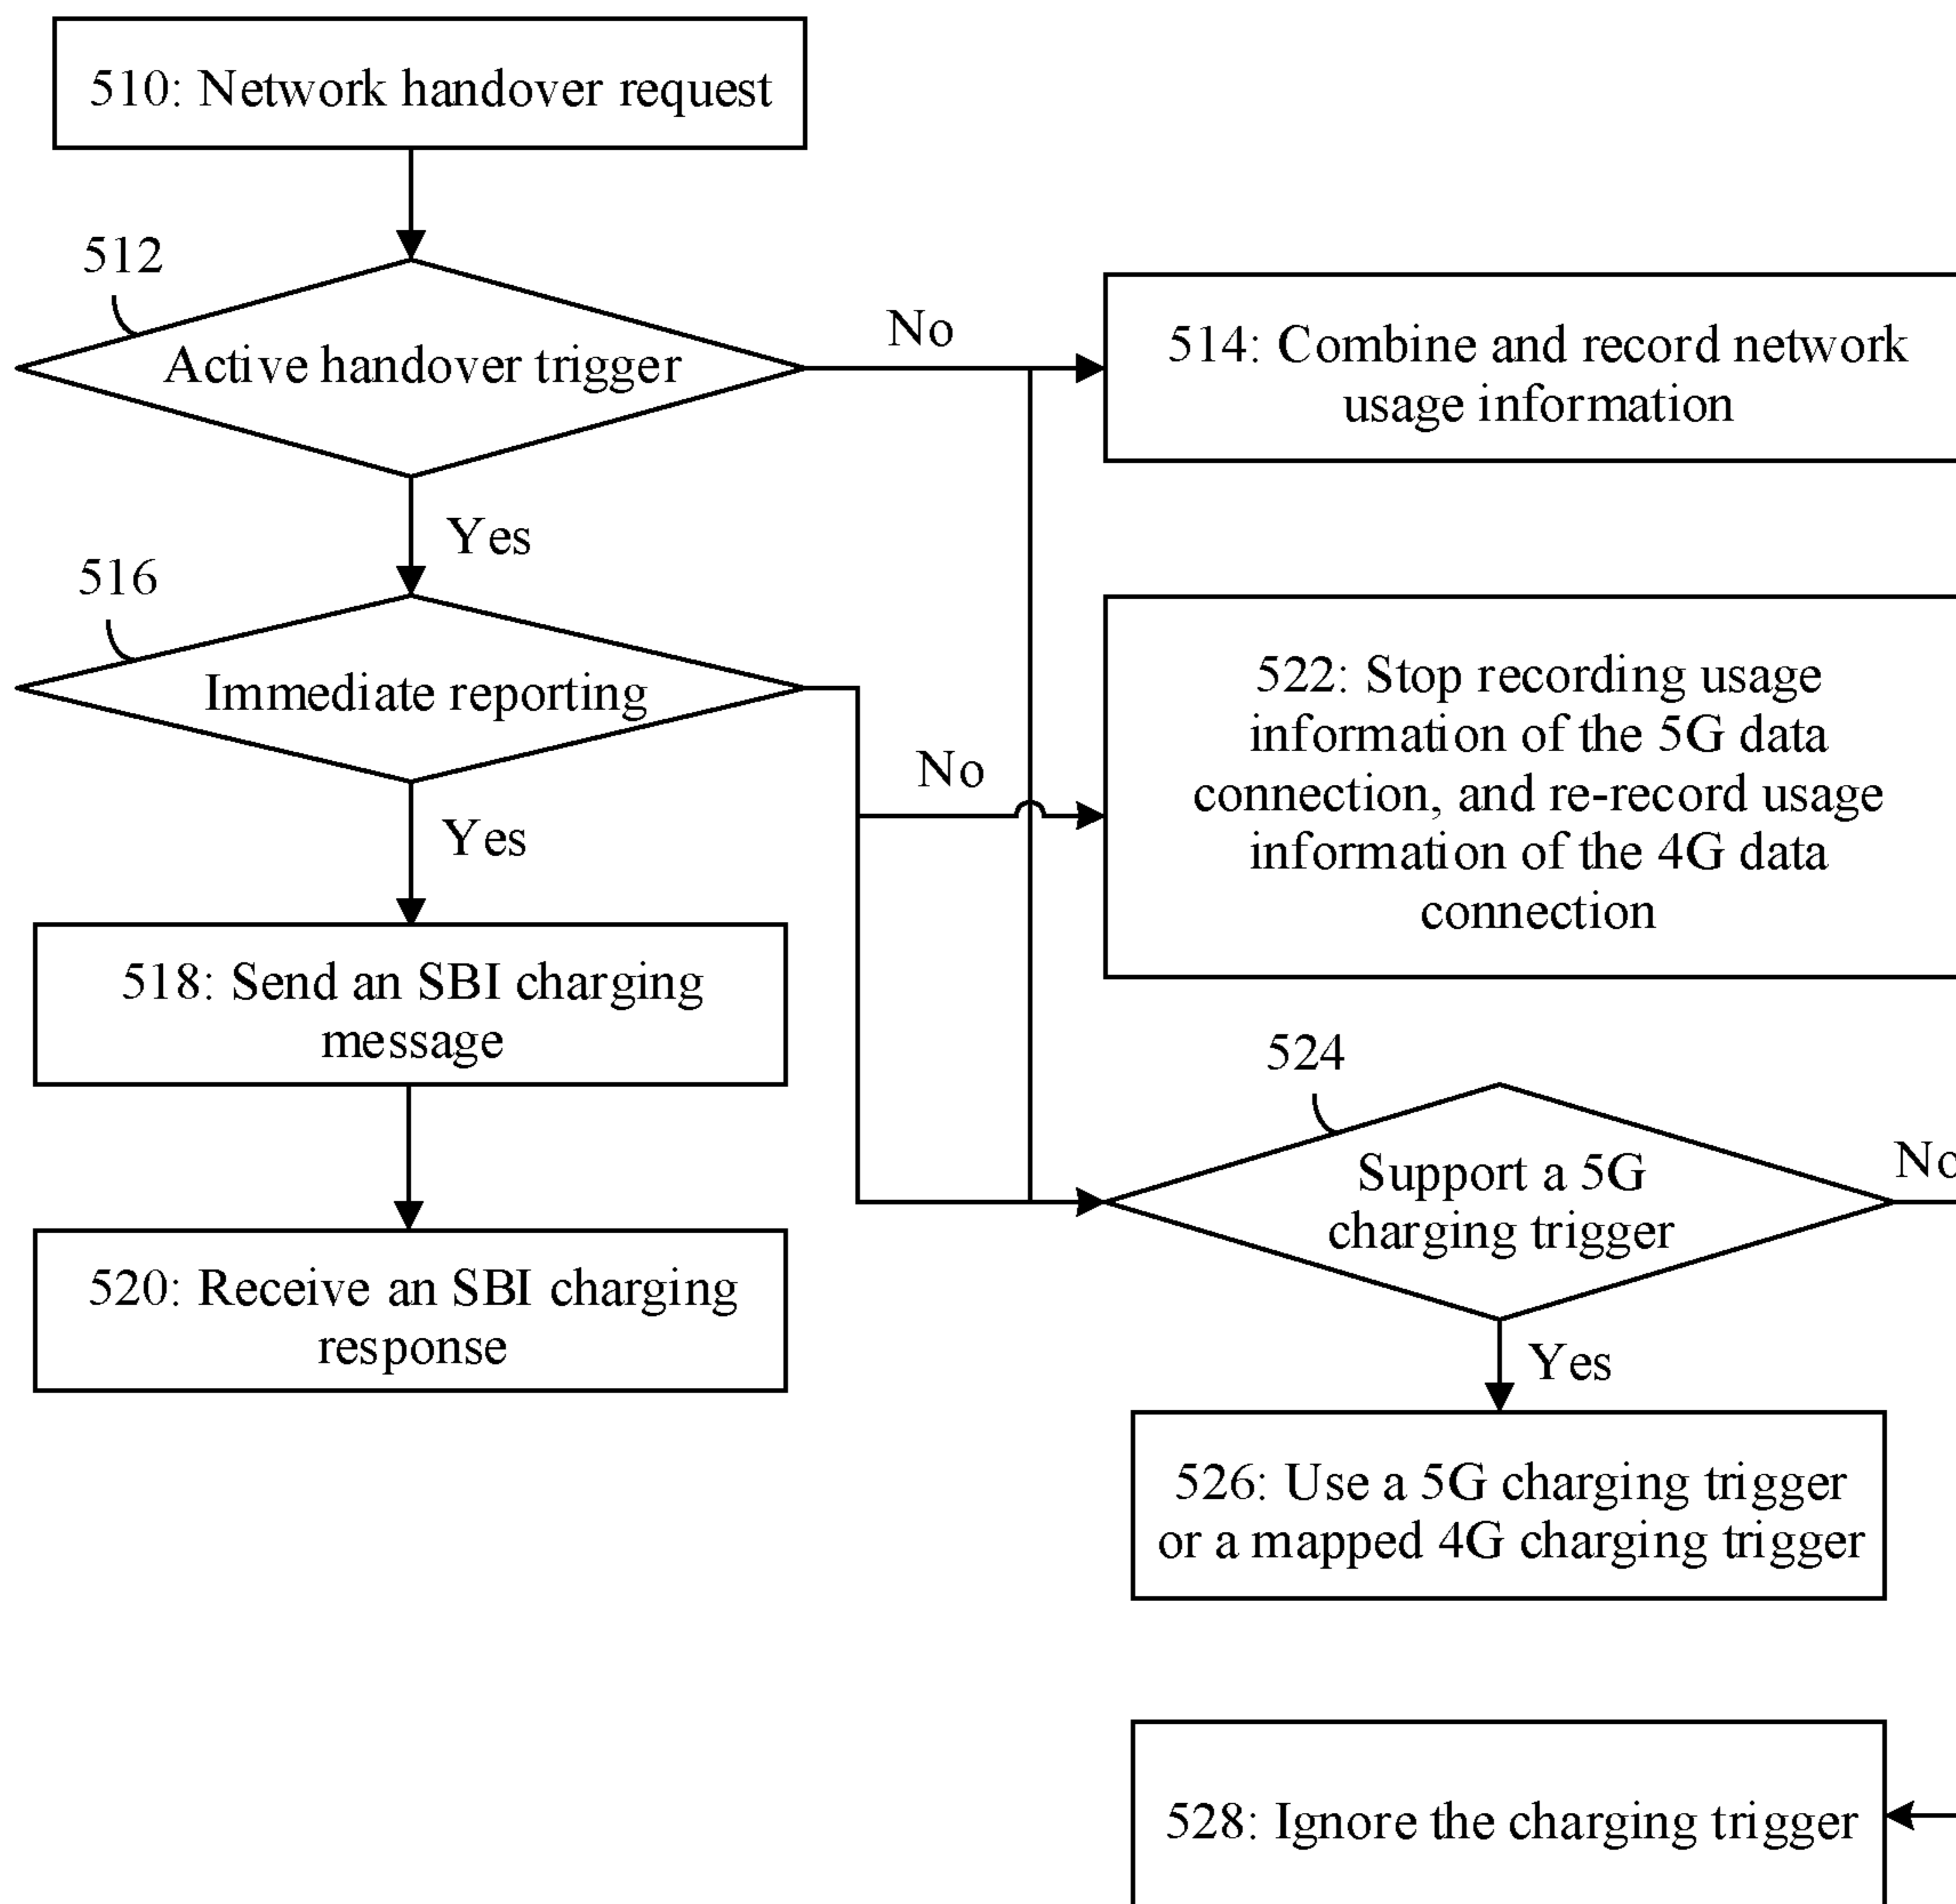 510: Network handover request
512
Active handover trigger
No
514: Combine and record network
usage information
Yes
516
Immediate reporting
No
522: Stop recording usage
information of the 5G data
connection, and re-record usage
information of the 4G data
connection
Yes
518: Send an SBI charging
message
524
Support a 5G
charging trigger
No
520: Receive an SBI charging
response
Yes
526: Use a 5G charging trigger
or a mapped 4G charging trigger
528: Ignore the charging trigger